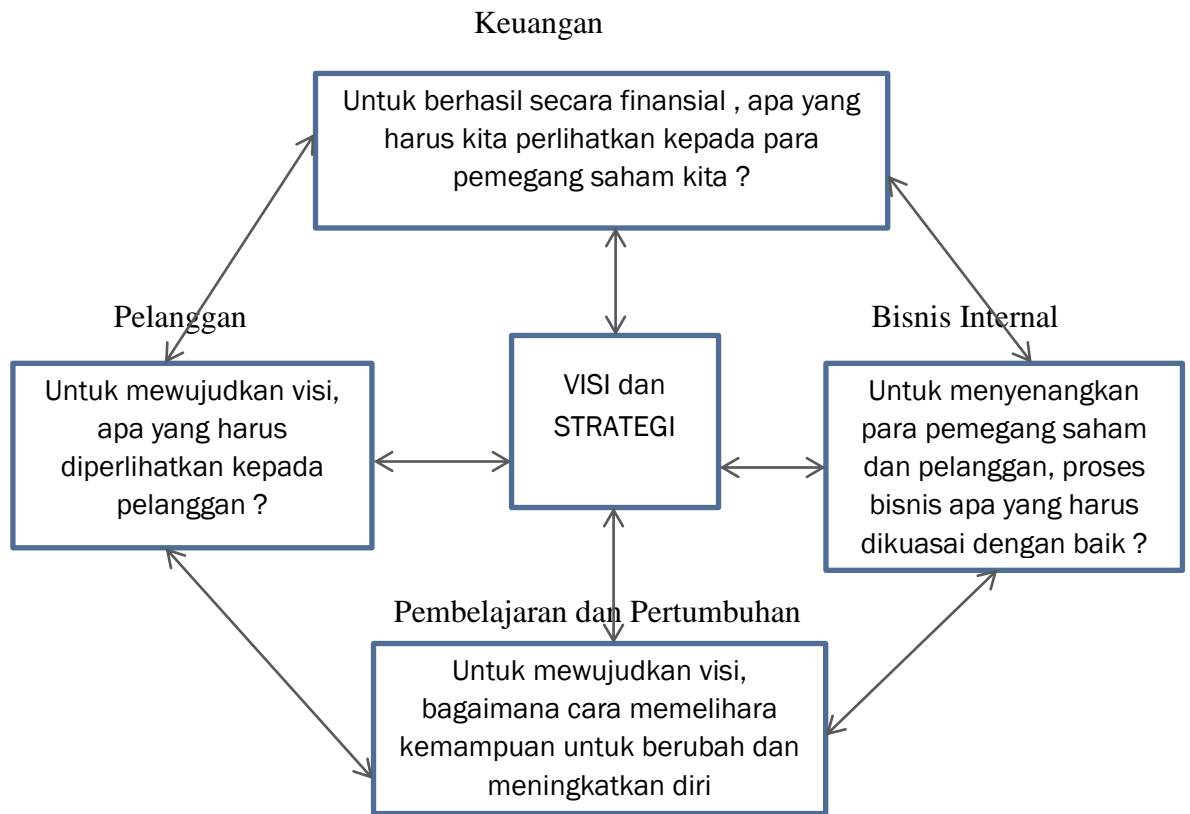 Keuangan
Untuk berhasil secara finansial , apa yang
harus kita perlihatkan kepada para
pemegang saham kita ?
Pelanggan
Untuk mewujudkan visi,
apa yang harus
diperlihatkan kepada
pelanggan ?
VISI dan
STRATEGI
Bisnis Internal
Untuk menyenangkan
para pemegang saham
dan pelanggan, proses
bisnis apa yang harus
dikuasai dengan baik ?
Pembelajaran dan Pertumbuhan
Untuk mewujudkan visi,
bagaimana cara memelihara
kemampuan untuk berubah dan
meningkatkan diri